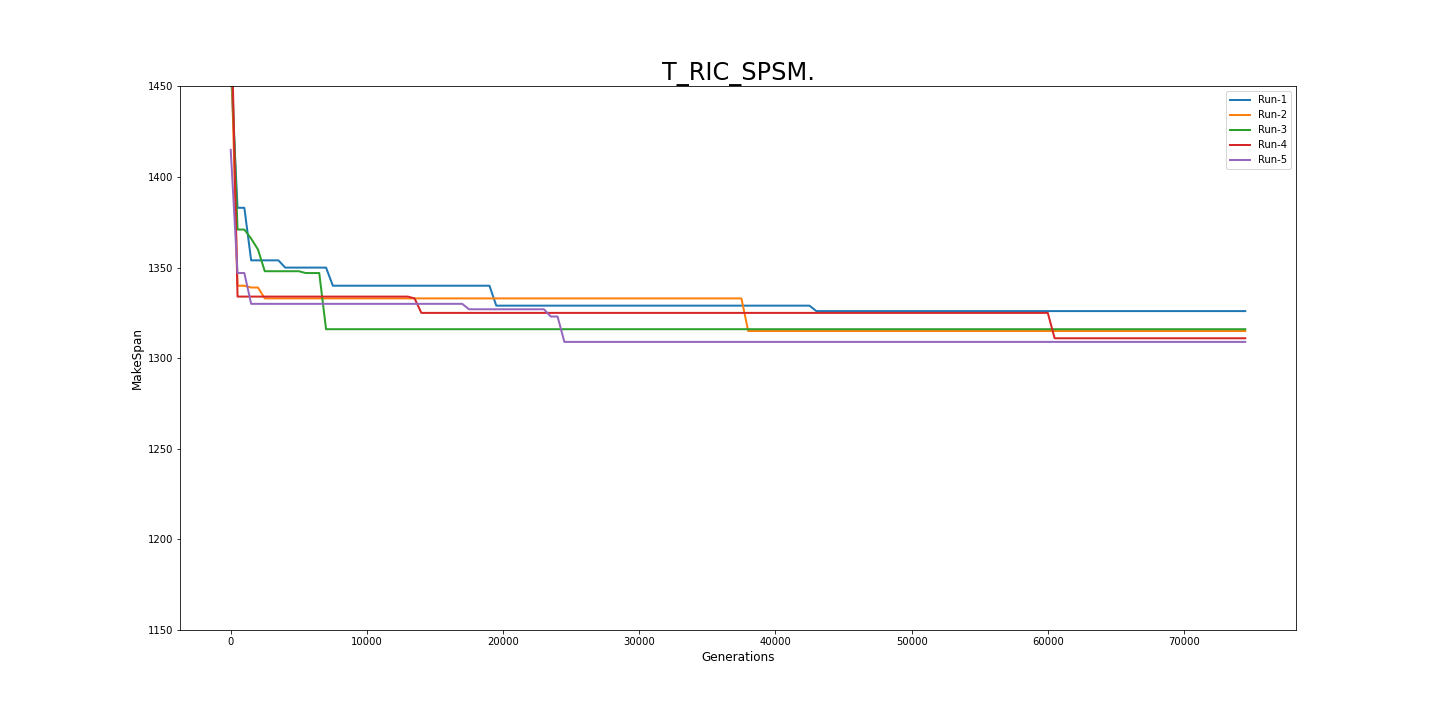 T_RIC_SPSM.
1450
1400
1350
1300
1250
1200
1150
MakeSpan
Run-1
Run-2
Run-3
Run-4
Run-5
0 10000 20000 30000 40000 50000 60000 70000
Generations